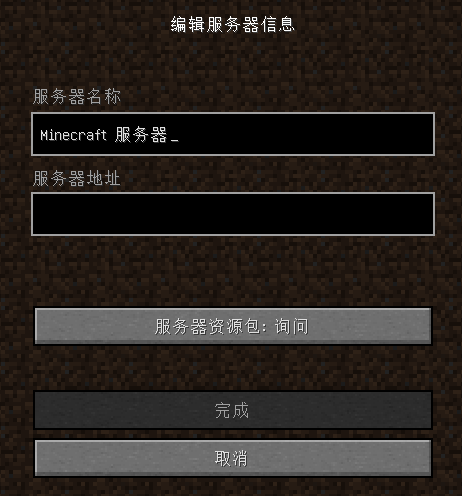 编辑服务器信息
服务器名称
Minecraft 服务器_
服务器地址
服务器资源包: 询问
完成
取消